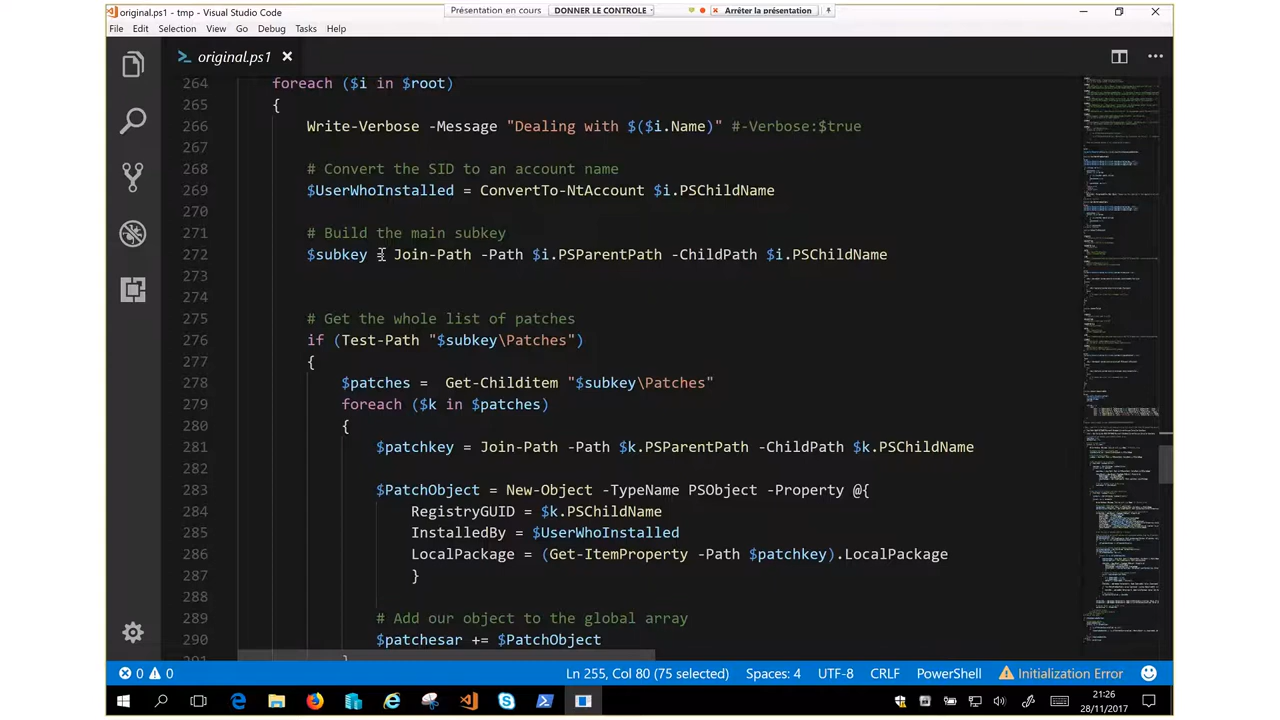 original.ps1 - tmp - Visual Studio Code
Présentation en cours DONNER LE CONTROLE Arrêter la présentation
File Edit Selection View Go Debug Tasks Help
original.ps1
264 foreach ($i in $root)
265 {
266 Write-Verbose -Message "Dealing with $($i.Name)" #-Verbose:$true
267
268 # Convert the SID to an account name
269 $UserWhoInstalled = ConvertTo-NtAccount $i.PSChildName
270
271 # Build the main subkey
272 $subkey = Join-Path -Path $i.PSParentPath -ChildPath $i.PSChildName
273
274
275 # Get the whole list of patches
276 if (Test-Path "$subkey\Patches")
277 {
278 $patches = Get-Childitem "$subkey\Patches"
279 foreach ($k in $patches)
280 {
281 $patchkey = Join-Path -Path $k.PSParentPath -ChildPath $k.PSChildName
282
283 $PatchObject = New-Object -TypeName PSObject -Property @{
284 RegistryGUID = $k.PSChildName
285 InstalledBy = $UserWhoInstalled
286 LocalPackage = (Get-ItemProperty -Path $patchkey).LocalPackage
287 }
288
289 # Add our object to the global array
290 $patchesar += $PatchObject
291 }
0 0 Ln 255, Col 80 (75 selected) Spaces: 4 UTF-8 CRLF PowerShell Initialization Error
21:26
28/11/2017